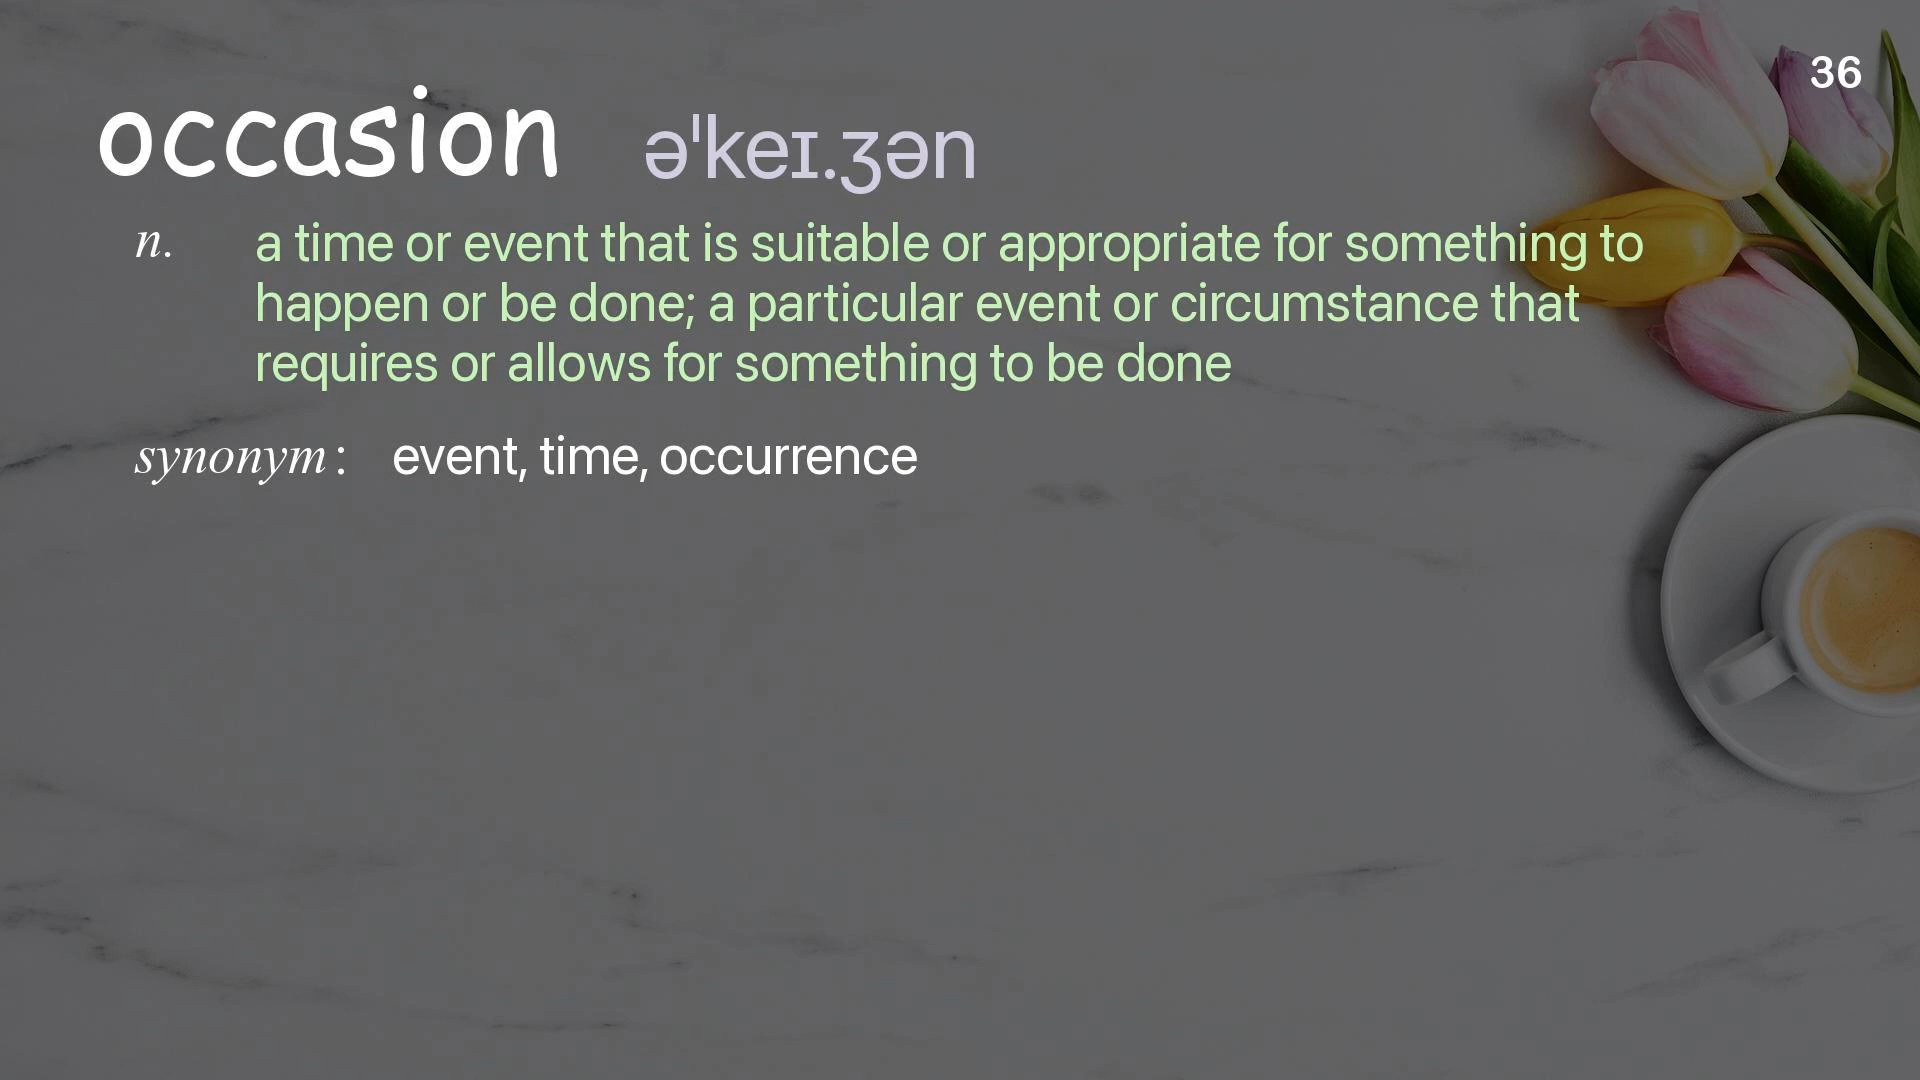 36
occasion əˈkeɪ.ʒən
n. a time or event that is suitable or appropriate for something to
happen or be done; a particular event or circumstance that
requires or allows for something to be done
synonym : event, time, occurrence